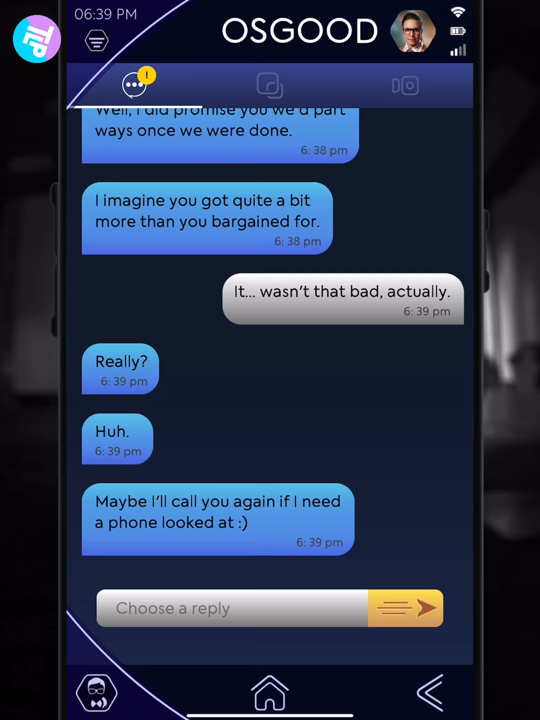 06:39 PM
OSGOOD
TTP
!
Well, I did promise you we'd part
ways once we were done.
6: 38 pm
I imagine you got quite a bit
more than you bargained for.
6: 38 pm
It... wasn't that bad, actually.
6: 39 pm
Really?
6: 39 pm
Huh.
6: 39 pm
Maybe I'll call you again if I need
a phone looked at :)
6: 39 pm
Choose a reply